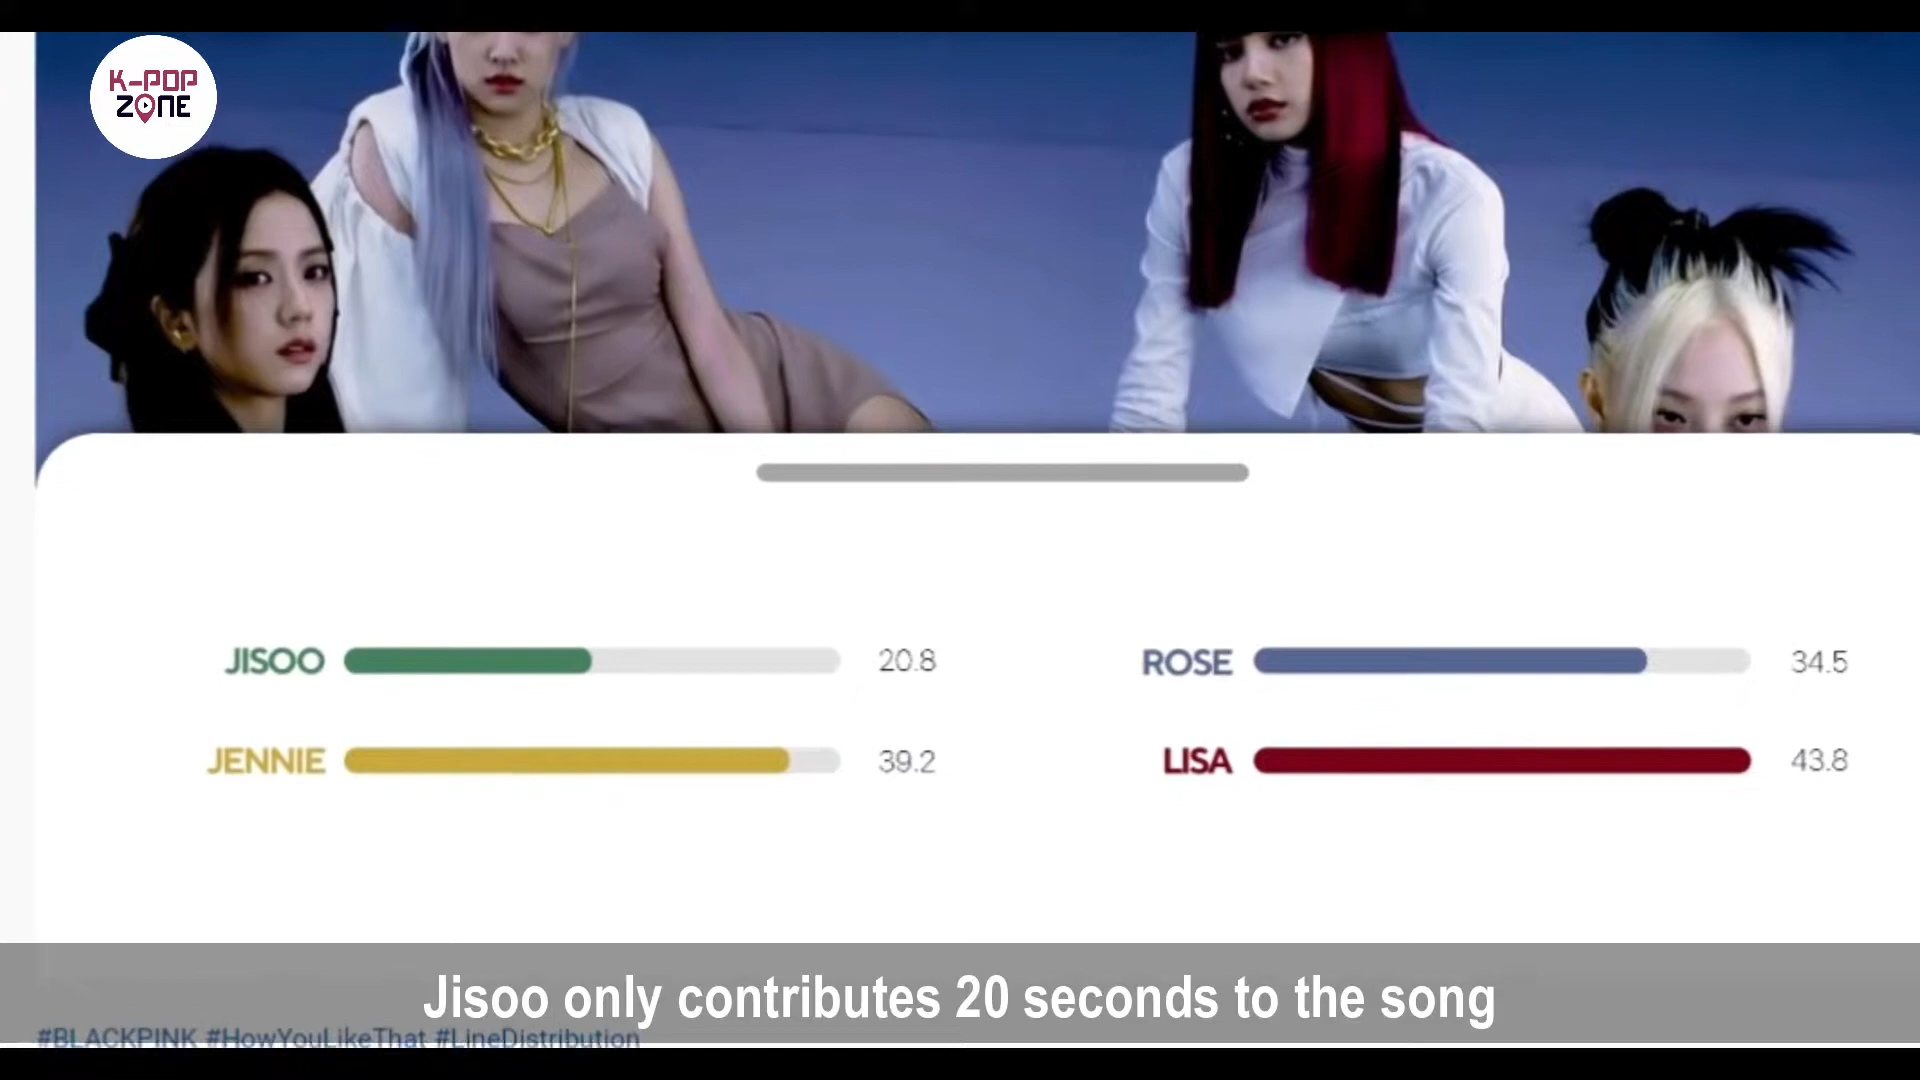 K-POP
ZONE
JISOO 20.8
ROSE 34.5
JENNIE 39.2
LISA 43.8
Jisoo only contributes 20 seconds to the song
#BLACKPINK #HowYouLikeThat #LineDistribution